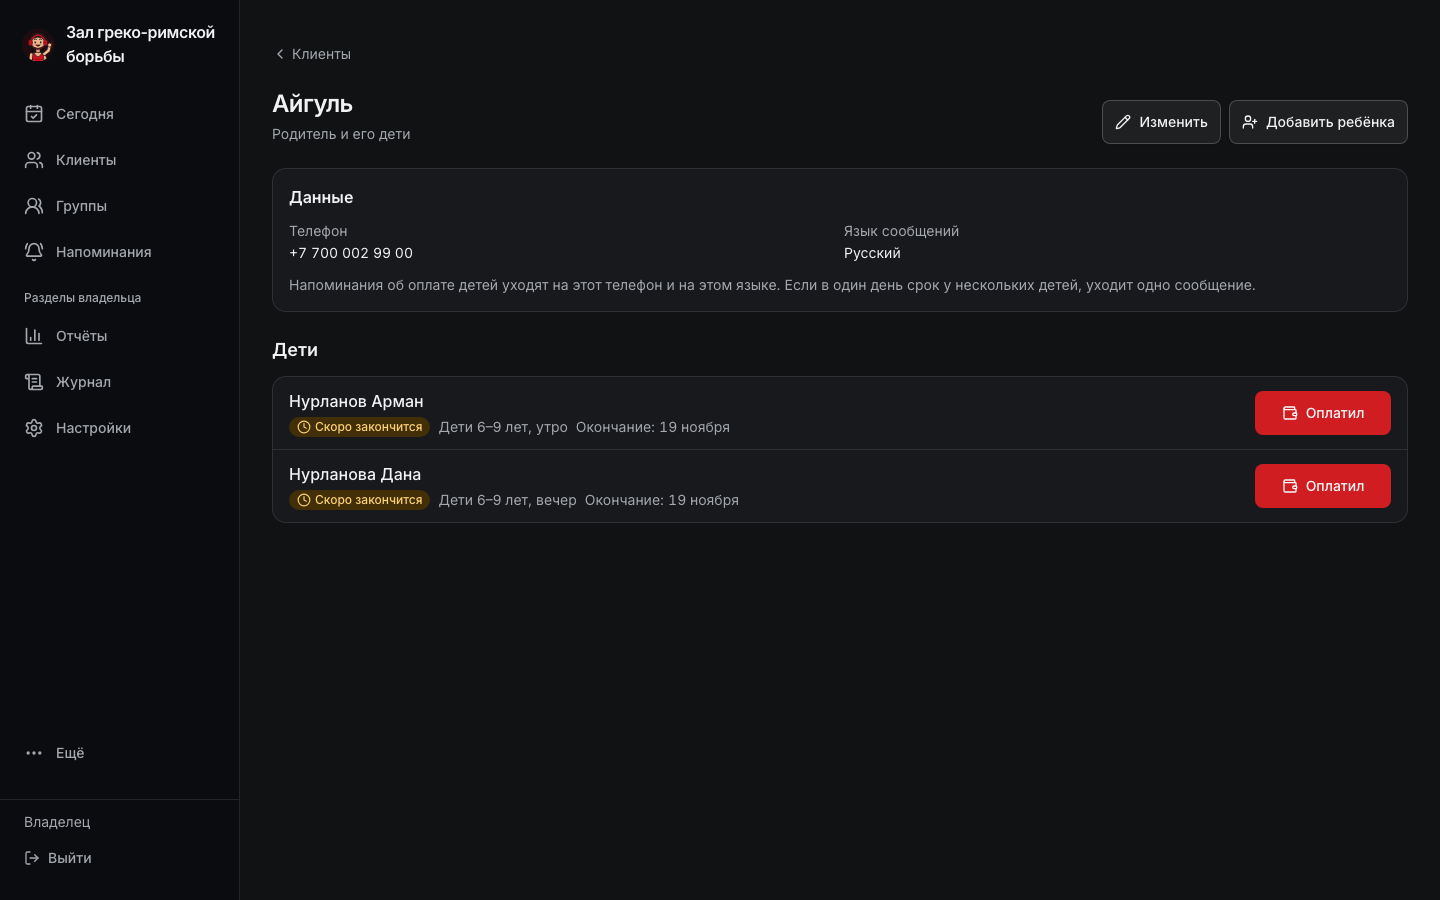 Зал греко-римской
борьбы
Сегодня
Клиенты
Группы
Напоминания
Разделы владельца
Отчёты
Журнал
Настройки
Ещё
Владелец
Выйти
Клиенты
Айгуль
Родитель и его дети
Изменить
Добавить ребёнка
Данные
Телефон
+7 700 002 99 00
Язык сообщений
Русский
Напоминания об оплате детей уходят на этот телефон и на этом языке. Если в один день срок у нескольких детей, уходит одно сообщение.
Дети
Нурланов Арман
Скоро закончится Дети 6–9 лет, утро Окончание: 19 ноября
Оплатил
Нурланова Дана
Скоро закончится Дети 6–9 лет, вечер Окончание: 19 ноября
Оплатил